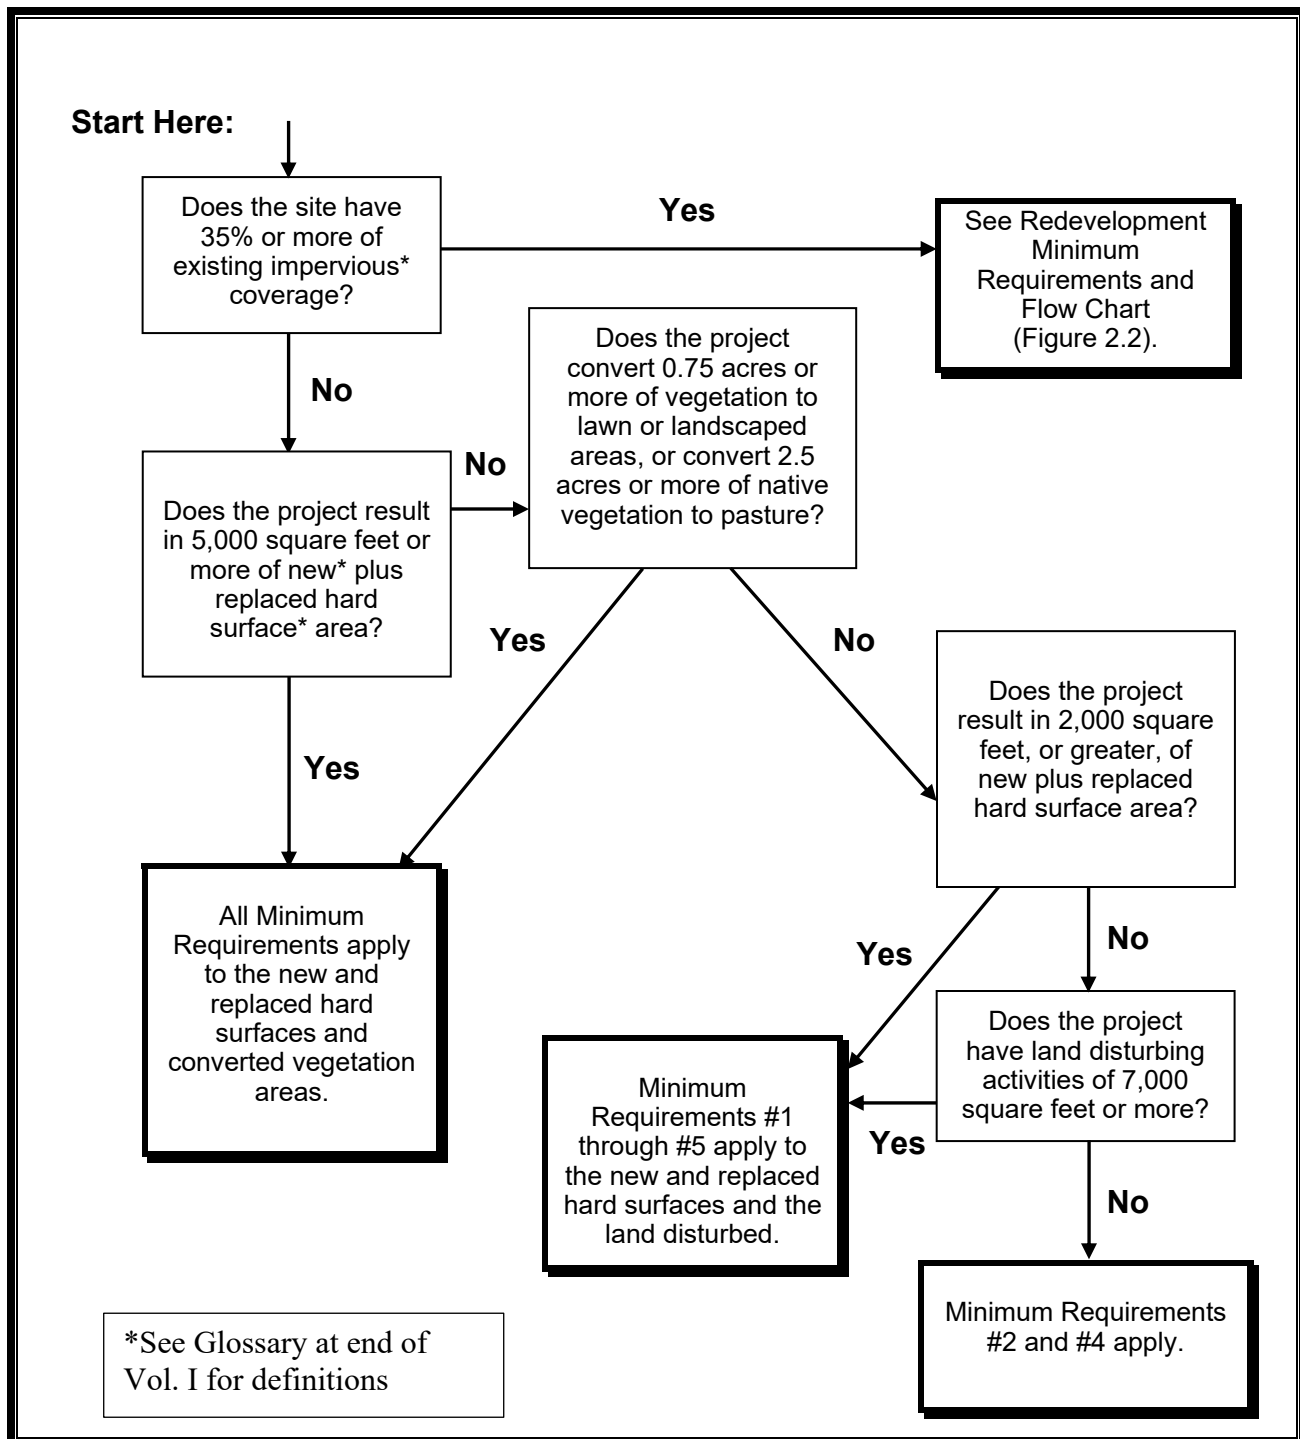 Start Here:
Does the site have
35% or more of
existing impervious*
coverage?
Yes
See Redevelopment
Minimum
Requirements and
Flow Chart
(Figure 2.2).
No
Does the project
convert 0.75 acres or
more of vegetation to
lawn or landscaped
areas, or convert 2.5
acres or more of native
vegetation to pasture?
No
Does the project result
in 5,000 square feet or
more of new* plus
replaced hard
surface* area?
Yes
No
Does the project
result in 2,000 square
feet, or greater, of
new plus replaced
hard surface area?
Yes
All Minimum
Requirements apply
to the new and
replaced hard
surfaces and
converted vegetation
areas.
Yes
No
Does the project
have land disturbing
activities of 7,000
square feet or more?
Minimum
Requirements #1
through #5 apply to
the new and replaced
hard surfaces and the
land disturbed.
Yes
No
Minimum Requirements
#2 and #4 apply.
*See Glossary at end of
Vol. I for definitions